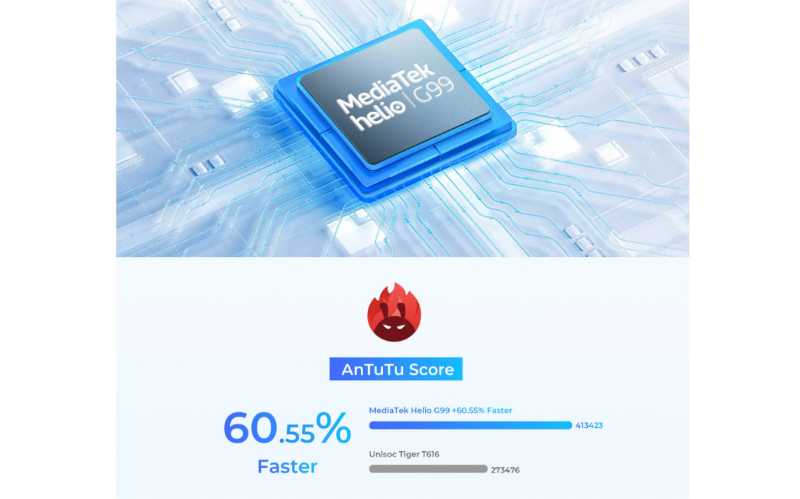 MediaTek
helio | G99
AnTuTu Score
60.55%
Faster
MediaTek Helio G99 +60.55% Faster
413423
Unisoc Tiger T616
273476